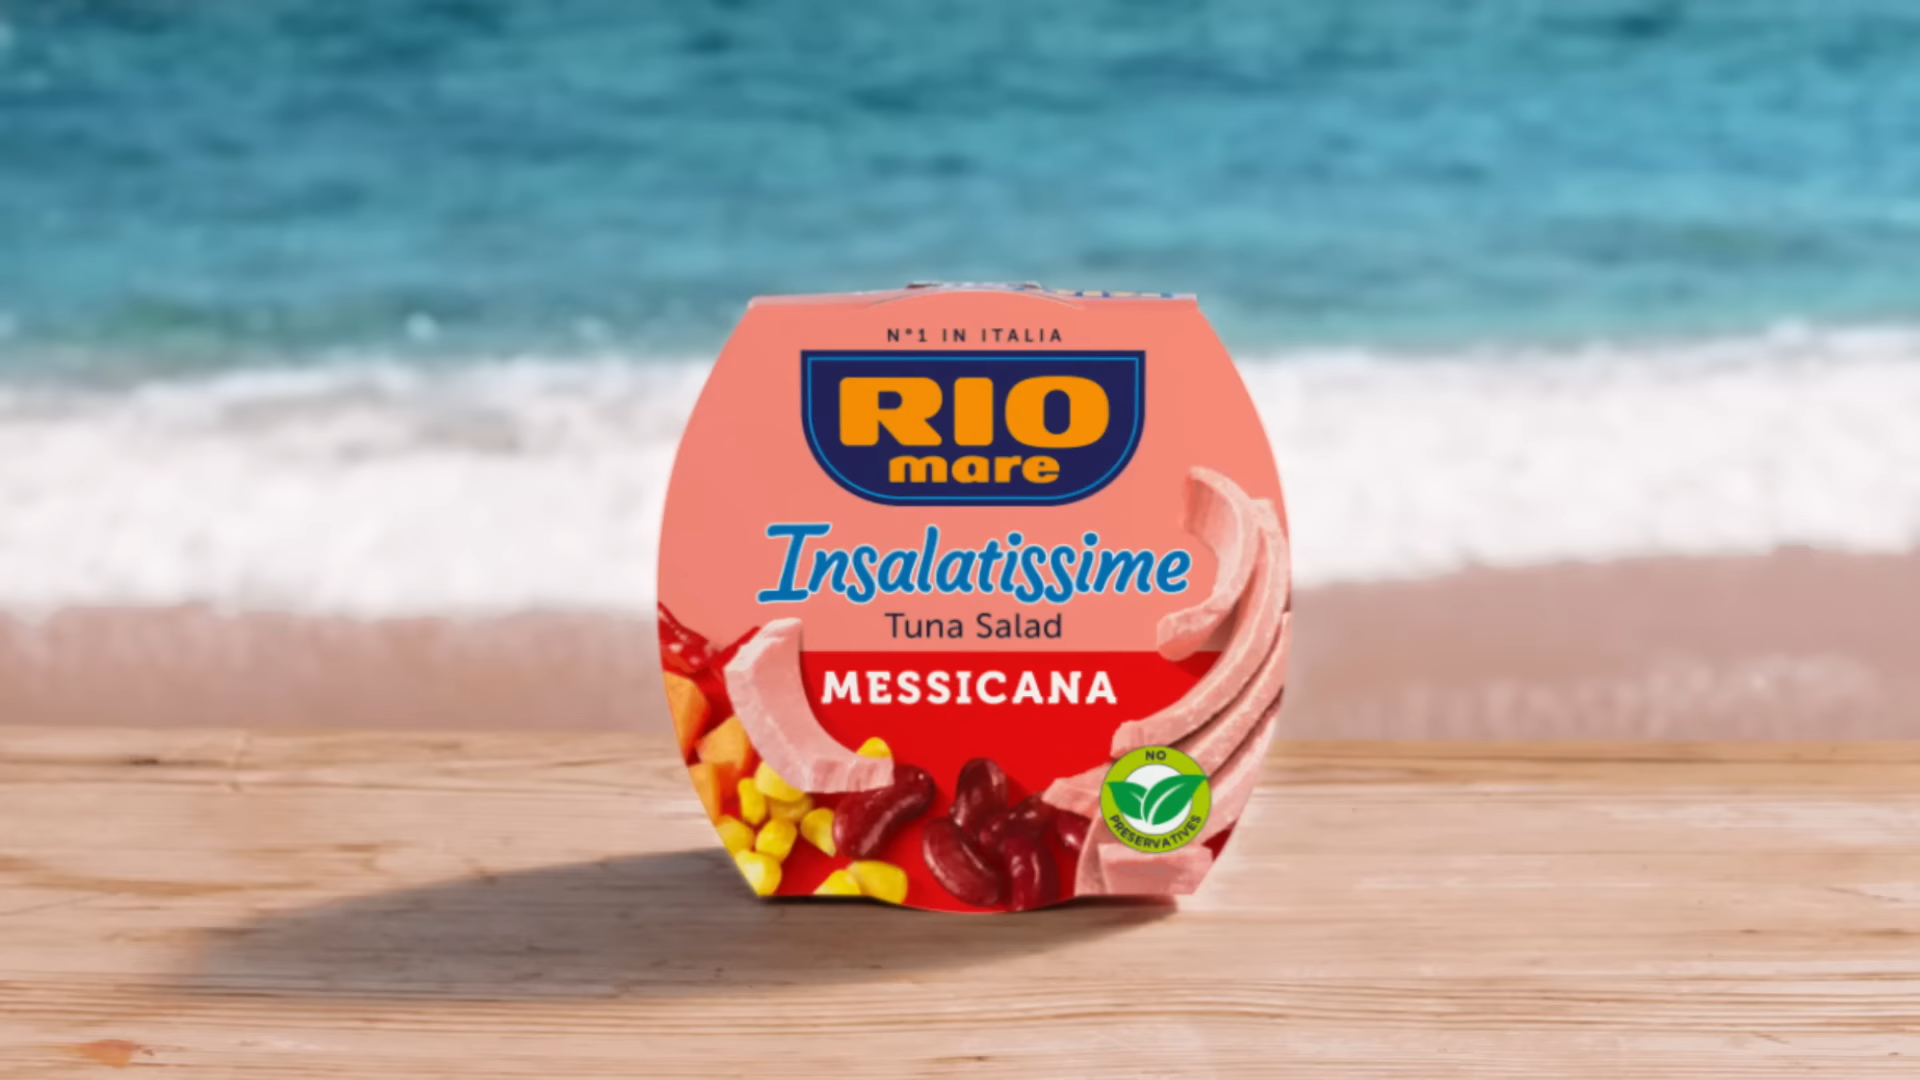 N°1 IN ITALIA
RIO
mare
Insalatissime
Tuna Salad
MESSICANA
NO
PRESERVATIVES